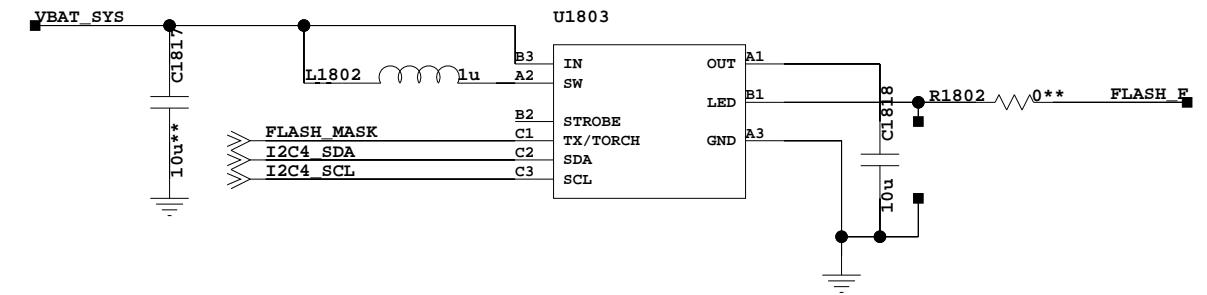 VBAT_SYS
U1803
C1817
10u**
L1802 1u
B3 IN
A2 SW
B2 STROBE
FLASH_MASK C1 TX/TORCH
I2C4_SDA C2 SDA
I2C4_SCL C3 SCL
OUT A1
LED B1
GND A3
C1818
10u
R1802 0** FLASH_F